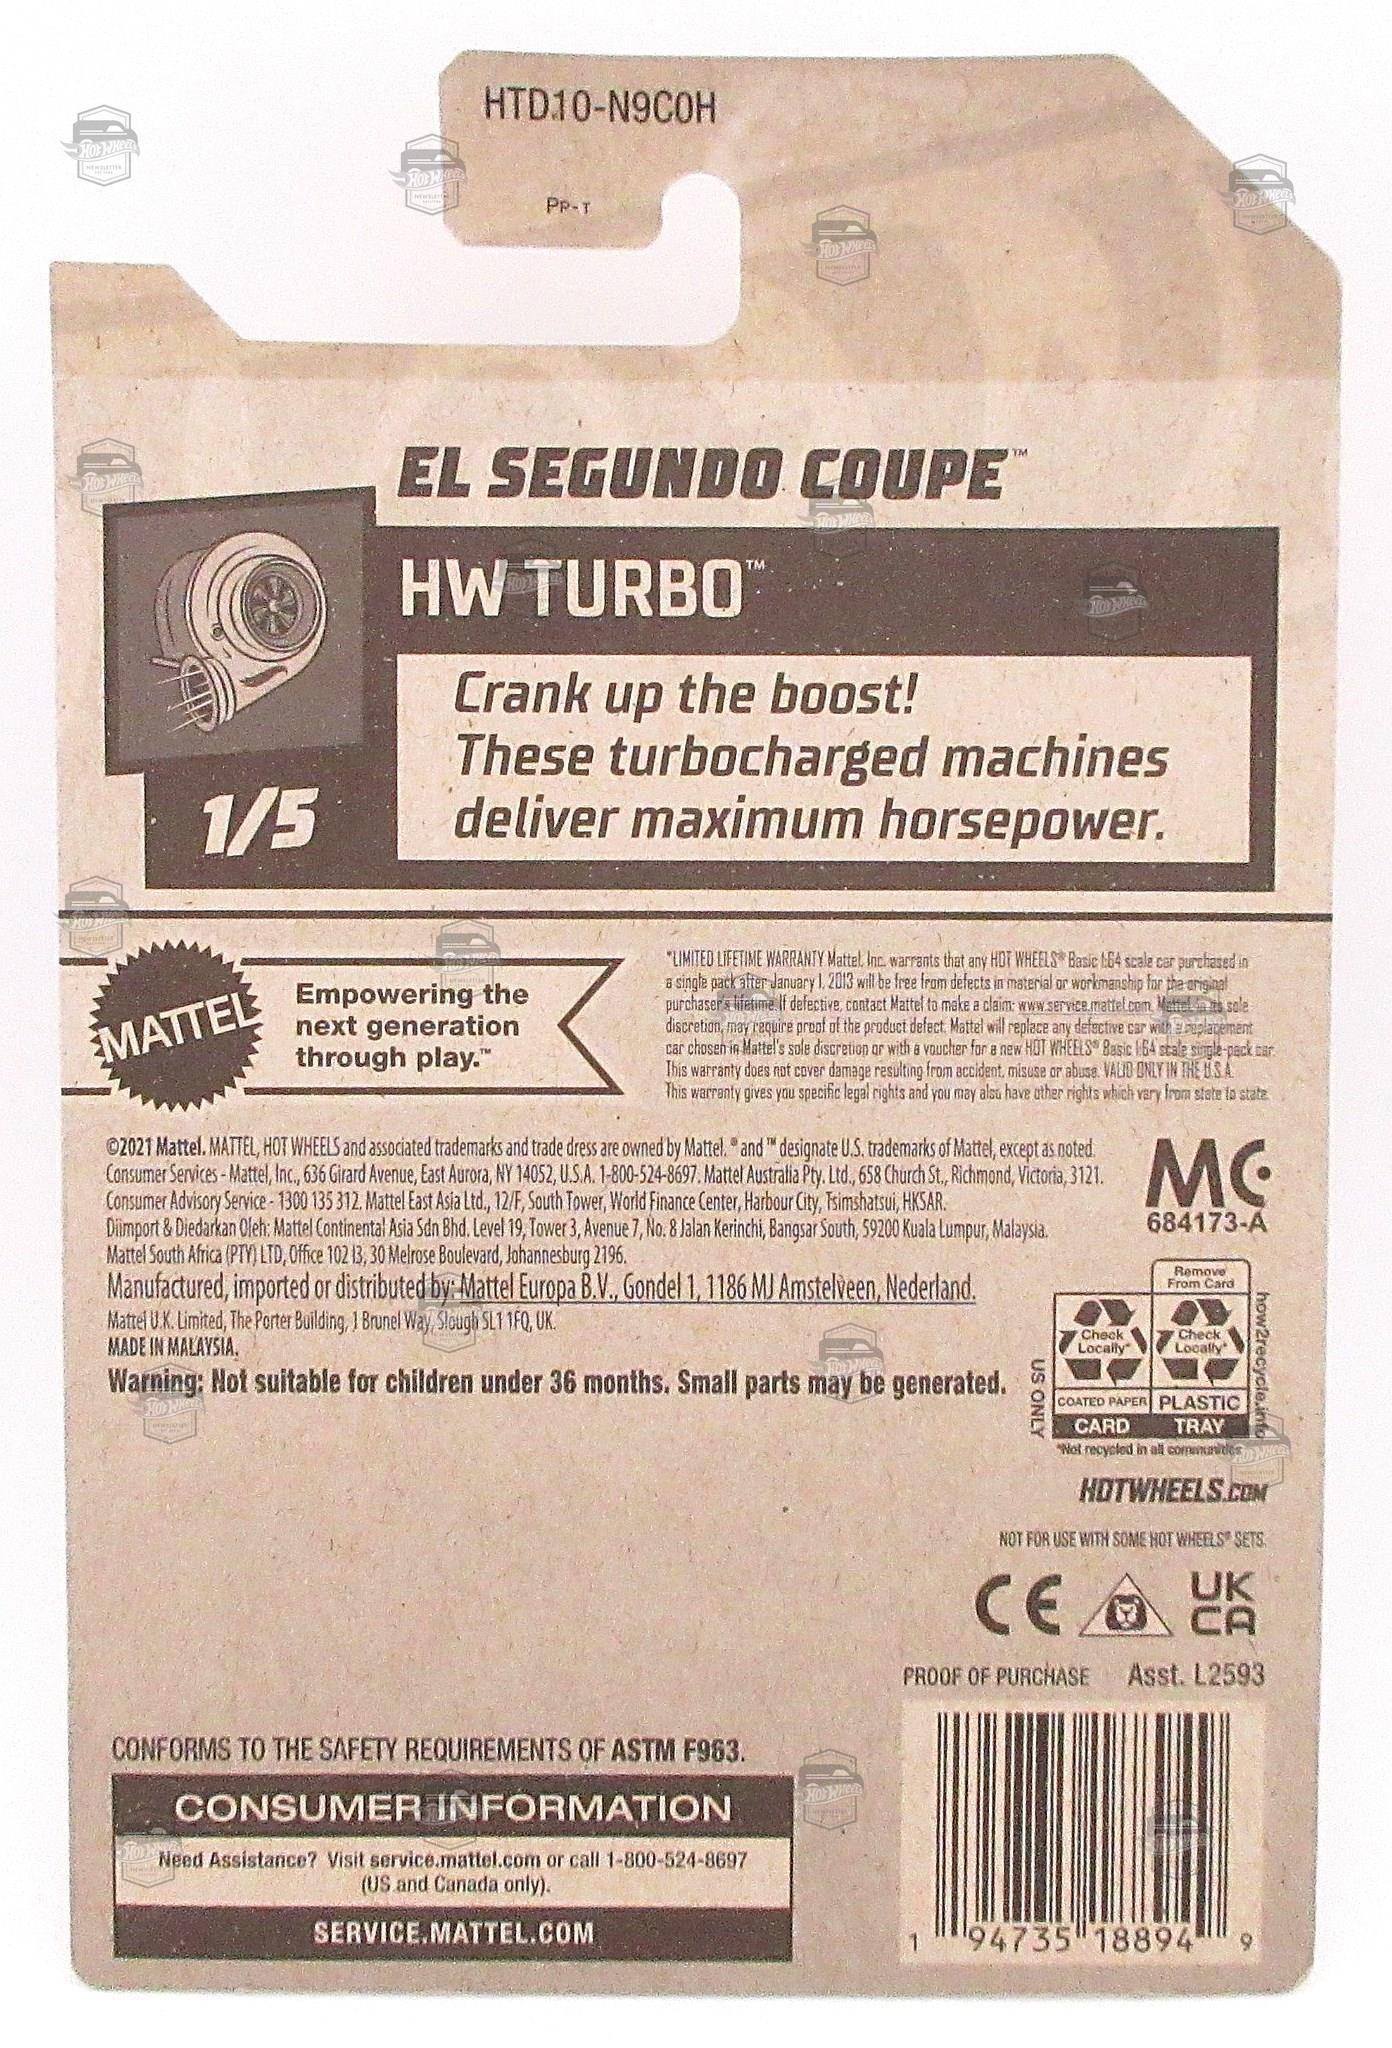 HTD10-N9C0H
PP-T
EL SEGUNDO COUPE™
HW TURBO™
Crank up the boost!
These turbocharged machines
deliver maximum horsepower.
1/5
MATTEL
Empowering the
next generation
through play.™
*LIMITED LIFETIME WARRANTY Mattel, Inc. warrants that any HOT WHEELS® Basic 1:64 scale car purchased in
a single pack after January 1, 2013 will be free from defects in material or workmanship for the original
purchaser's lifetime. If defective, contact Mattel to make a claim: www.service.mattel.com. Mattel, in its sole
discretion, may require proof of the product defect. Mattel will replace any defective car with a replacement
car chosen in Mattel's sole discretion or with a voucher for a new HOT WHEELS® Basic 1:64 scale single-pack car.
This warranty does not cover damage resulting from accident, misuse or abuse. VALID ONLY IN THE U.S.A.
This warranty gives you specific legal rights and you may also have other rights which vary from state to state.
©2021 Mattel. MATTEL, HOT WHEELS and associated trademarks and trade dress are owned by Mattel. ® and ™ designate U.S. trademarks of Mattel, except as noted.
Consumer Services - Mattel, Inc., 636 Girard Avenue, East Aurora, NY 14052, U.S.A. 1-800-524-8697. Mattel Australia Pty. Ltd., 658 Church St., Richmond, Victoria, 3121.
Consumer Advisory Service - 1300 135 312. Mattel East Asia Ltd., 12/F, South Tower, World Finance Center, Harbour City, Tsimshatsui, HKSAR.
Diimport & Diedarkan Oleh: Mattel Continental Asia Sdn Bhd. Level 19, Tower 3, Avenue 7, No. 8 Jalan Kerinchi, Bangsar South, 59200 Kuala Lumpur, Malaysia.
Mattel South Africa (PTY) LTD, Office 102 I3, 30 Melrose Boulevard, Johannesburg 2196.
Manufactured, imported or distributed by: Mattel Europa B.V., Gondel 1, 1186 MJ Amstelveen, Nederland.
Mattel U.K. Limited, The Porter Building, 1 Brunel Way, Slough SL1 1FQ, UK.
MADE IN MALAYSIA.
Warning: Not suitable for children under 36 months. Small parts may be generated.
MC
684173-A
Remove
From Card
Check
Locally*
Check
Locally*
COATED PAPER
PLASTIC
CARD
TRAY
US ONLY
how2recycle.info
*Not recycled in all communities
HOTWHEELS.COM
NOT FOR USE WITH SOME HOT WHEELS® SETS.
CE
UK
CA
PROOF OF PURCHASE Asst. L2593
1 94735 18894 9
CONFORMS TO THE SAFETY REQUIREMENTS OF ASTM F963.
CONSUMER INFORMATION
Need Assistance? Visit service.mattel.com or call 1-800-524-8697
(US and Canada only).
SERVICE.MATTEL.COM